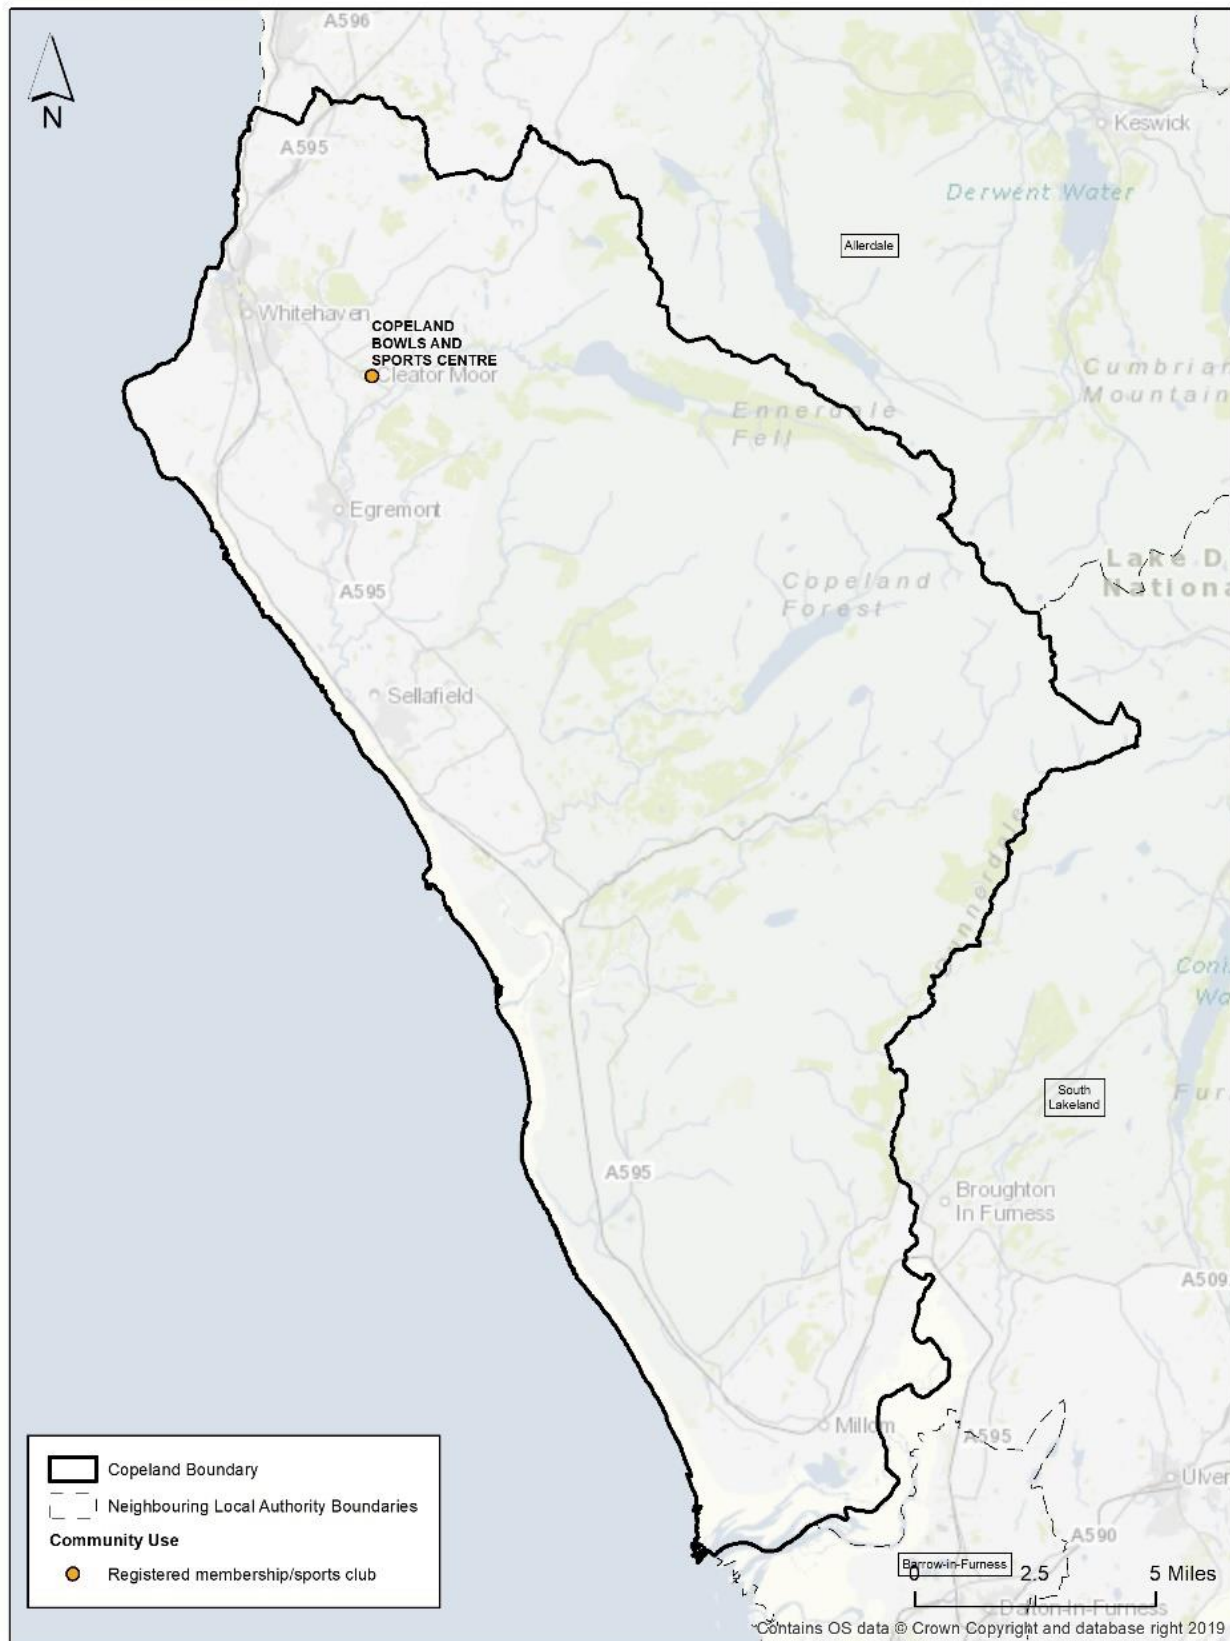 A596
N
Keswick
A595
Derwent Water
Allerdale
Whitehaven
COPELAND
BOWLS AND
SPORTS CENTRE
Cleator Moor
Cumbrian
Mountain
Ennerdale
Fell
Egremont
Lake D
Nationa
Copeland
Forest
A595
Sellafield
Coni
Wa
South
Lakeland
Fur
A595
Broughton
In Furness
A509
Millom
A595
Ulver
Copeland Boundary
Neighbouring Local Authority Boundaries
Community Use
Registered membership/sports club
A590
Barrow-in-Furness
0 2.5 5 Miles
Dalton-In-Furness
Contains OS data © Crown Copyright and database right 2019